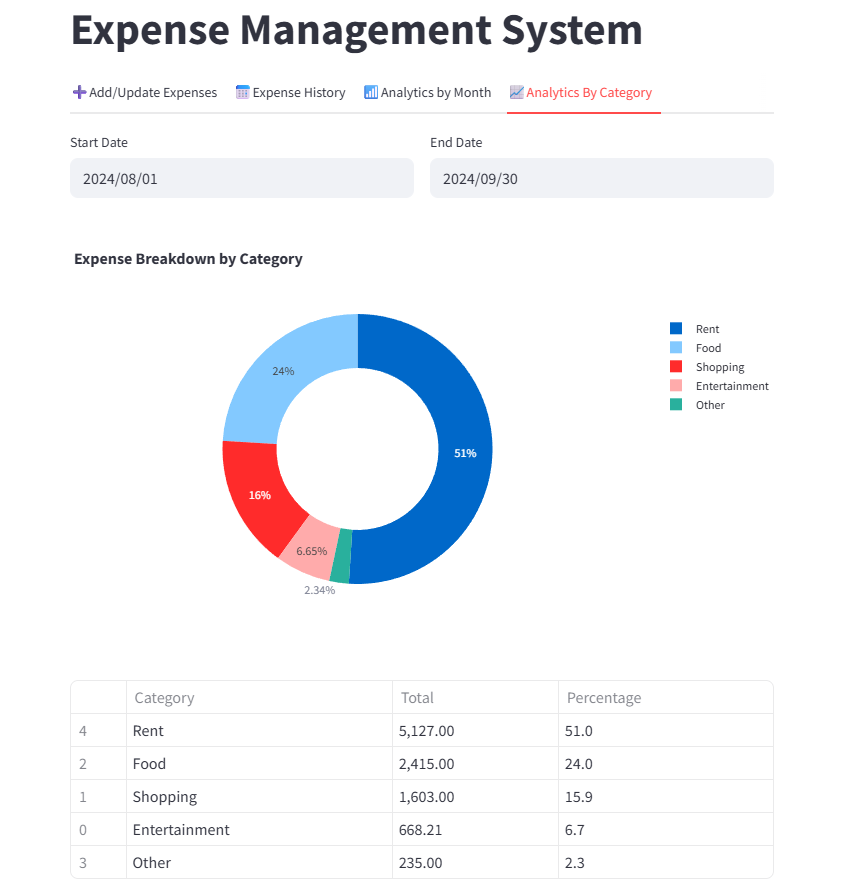 Expense Management System
Add/Update Expenses Expense History Analytics by Month Analytics By Category
Start Date End Date
2024/08/01 2024/09/30
Expense Breakdown by Category
Rent
Food
Shopping
Entertainment
Other
24%
51%
16%
6.65%
2.34%
Category Total Percentage
4 Rent 5,127.00 51.0
2 Food 2,415.00 24.0
1 Shopping 1,603.00 15.9
0 Entertainment 668.21 6.7
3 Other 235.00 2.3